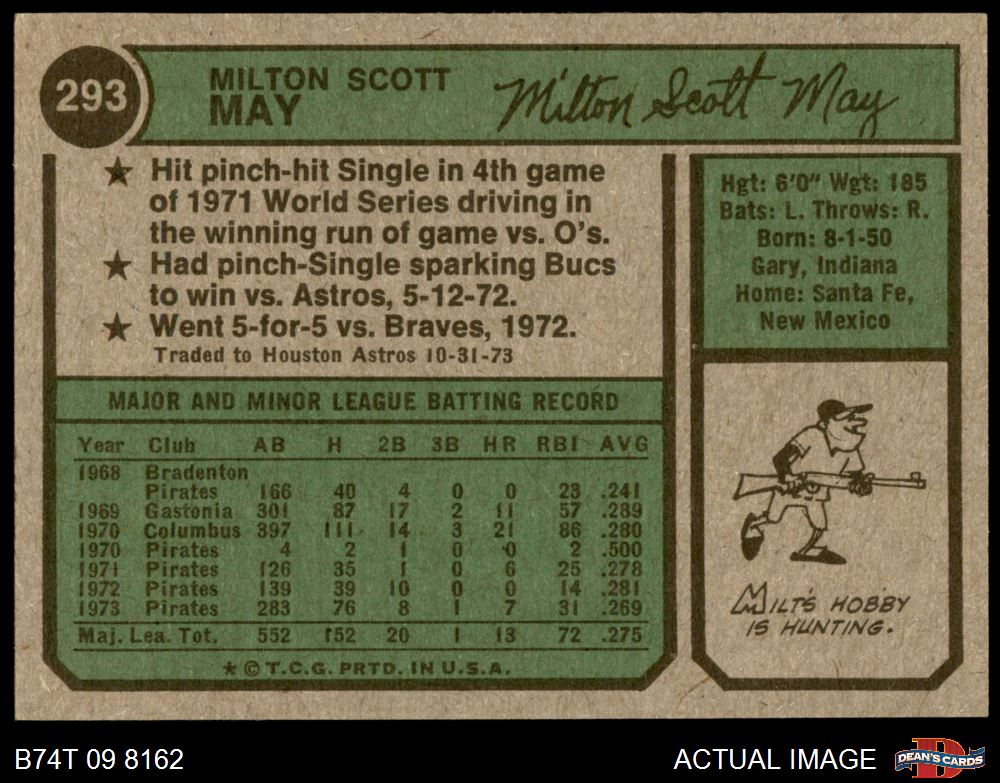 293
MILTON SCOTT
MAY
Milton Scott May
★ Hit pinch-hit Single in 4th game
of 1971 World Series driving in
the winning run of game vs. O's.
★ Had pinch-Single sparking Bucs
to win vs. Astros, 5-12-72.
★ Went 5-for-5 vs. Braves, 1972.
Traded to Houston Astros 10-31-73
Hgt: 6'0" Wgt: 185
Bats: L. Throws: R.
Born: 8-1-50
Gary, Indiana
Home: Santa Fe,
New Mexico
MAJOR AND MINOR LEAGUE BATTING RECORD
Year Club AB H 2B 3B HR RBI AVG
1968 Bradenton
Pirates 166 40 4 0 0 23 .241
1969 Gastonia 301 87 17 2 11 57 .289
1970 Columbus 397 111 14 3 21 86 .280
1970 Pirates 4 2 1 0 0 2 .500
1971 Pirates 126 35 1 0 6 25 .278
1972 Pirates 139 39 10 0 0 14 .281
1973 Pirates 283 76 8 1 7 31 .269
Maj. Lea. Tot. 552 152 20 1 13 72 .275
★ © T.C.G. PRTD. IN U.S.A.
MILT'S HOBBY
IS HUNTING.
B74T 09 8162
ACTUAL IMAGE
D
DEAN'S CARDS